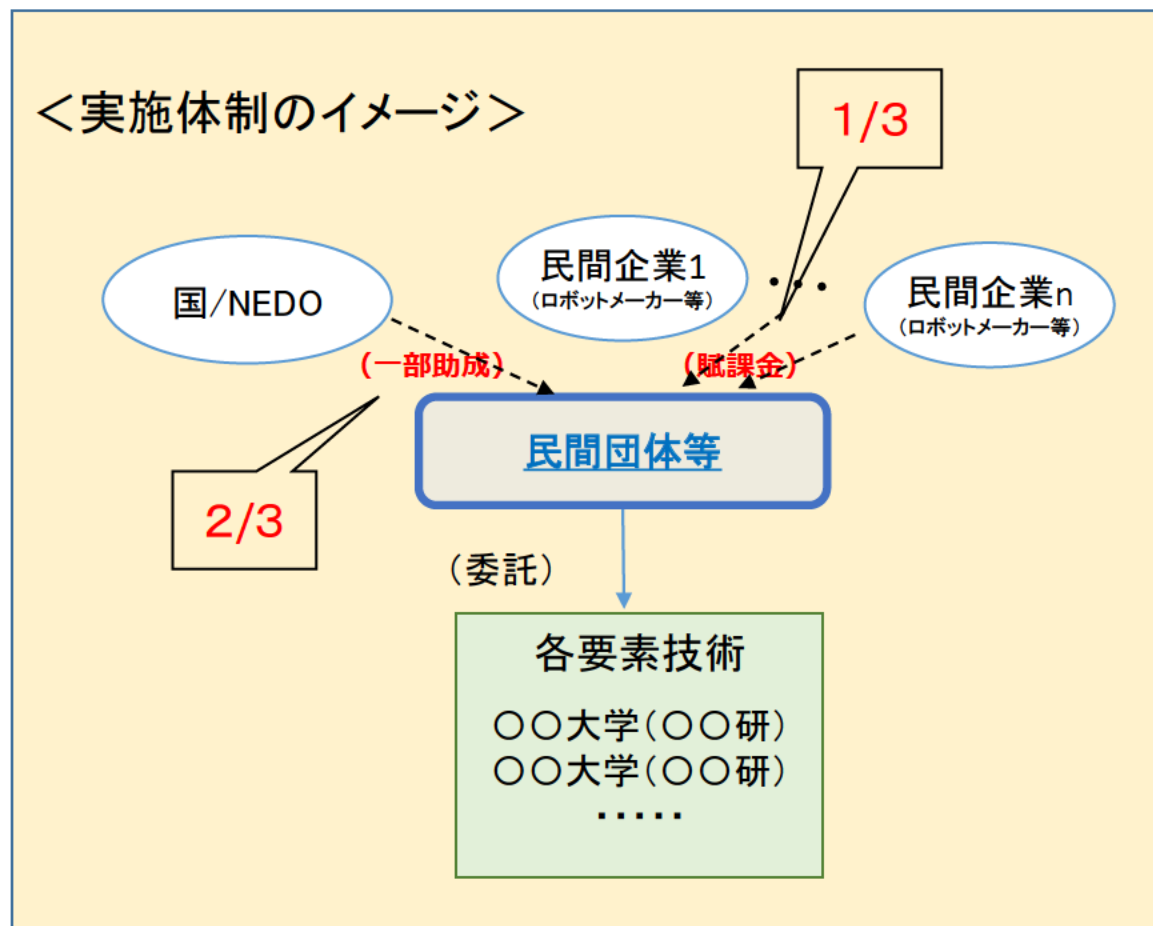 ＜実施体制のイメージ＞
1/3
国/NEDO
民間企業1
（ロボットメーカー等）
・・・
民間企業n
（ロボットメーカー等）
（一部助成）
（賦課金）
民間団体等
2/3
（委託）
各要素技術
〇〇大学（〇〇研）
〇〇大学（〇〇研）
・・・・・